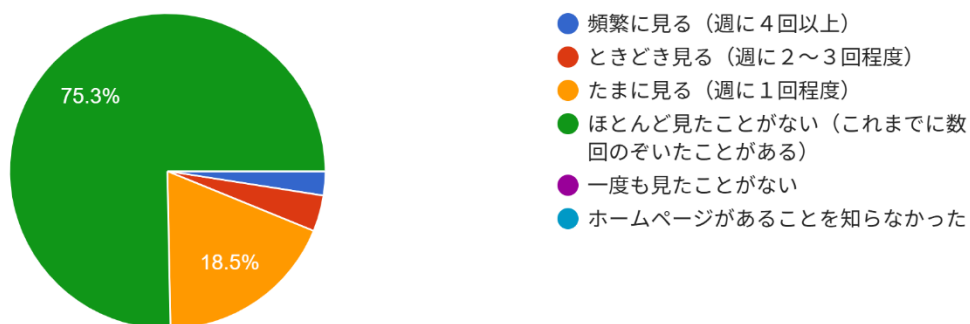 75.3%
18.5%
頻繁に見る（週に４回以上）
ときどき見る（週に２～３回程度）
たまに見る（週に１回程度）
ほとんど見たことがない（これまでに数
回のぞいたことがある）
一度も見たことがない
ホームページがあることを知らなかった